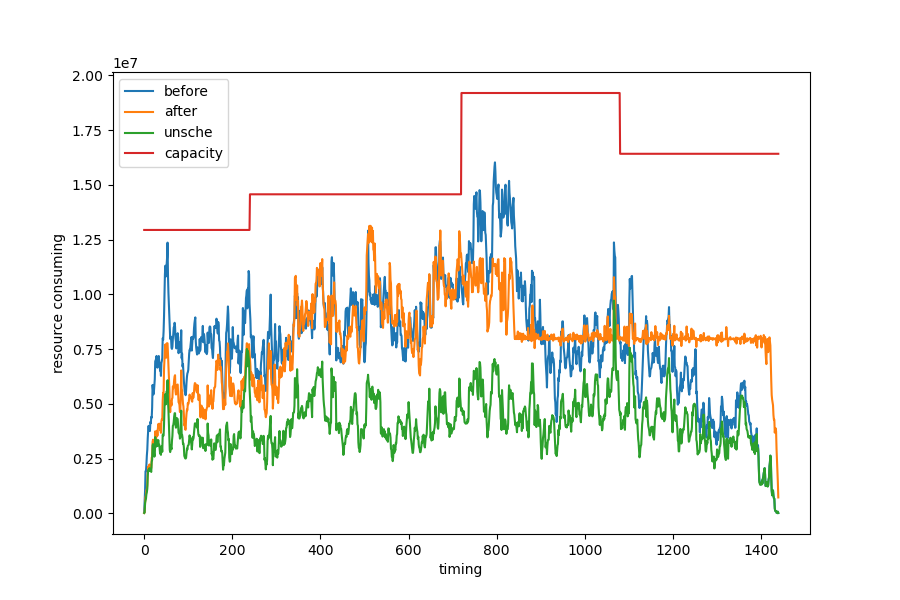 1e7
2.00
1.75
1.50
1.25
1.00
0.75
0.50
0.25
0.00
resource consuming
before
after
unsche
capacity
0 200 400 600 800 1000 1200 1400
timing